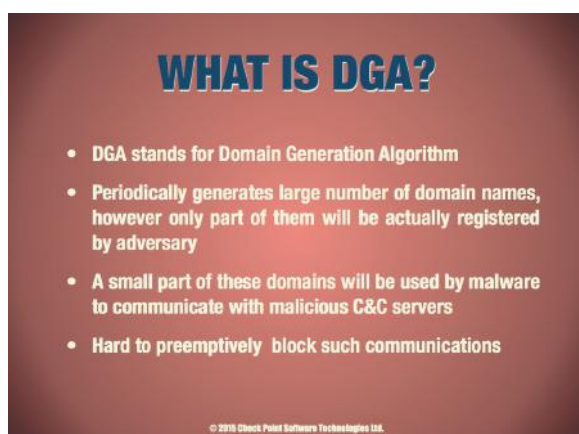 WHAT IS DGA?
• DGA stands for Domain Generation Algorithm
• Periodically generates large number of domain names,
however only part of them will be actually registered
by adversary
• A small part of these domains will be used by malware
to communicate with malicious C&C servers
• Hard to preemptively block such communications
© 2015 Check Point Software Technologies Ltd.